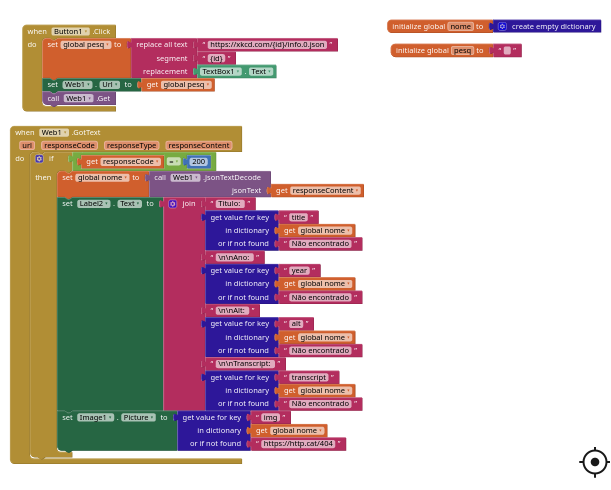 when Button1 .Click
do set global pesq to replace all text "https://xkcd.com/{id}/info.0.json"
segment "{id}"
replacement TextBox1 . Text
set Web1 . Url to get global pesq
call Web1 .Get
initialize global nome to create empty dictionary
initialize global pesq to " "
when Web1 .GotText
url responseCode responseType responseContent
do if get responseCode = 200
then set global nome to call Web1 .JsonTextDecode
jsonText get responseContent
set Label2 . Text to join "Titulo: "
get value for key "title"
in dictionary get global nome
or if not found "Não encontrado"
"\n\nAno: "
get value for key "year"
in dictionary get global nome
or if not found "Não encontrado"
"\n\nAlt: "
get value for key "alt"
in dictionary get global nome
or if not found "Não encontrado"
"\n\nTranscript: "
get value for key "transcript"
in dictionary get global nome
or if not found "Não encontrado"
set Image1 . Picture to get value for key "img"
in dictionary get global nome
or if not found "https://http.cat/404"